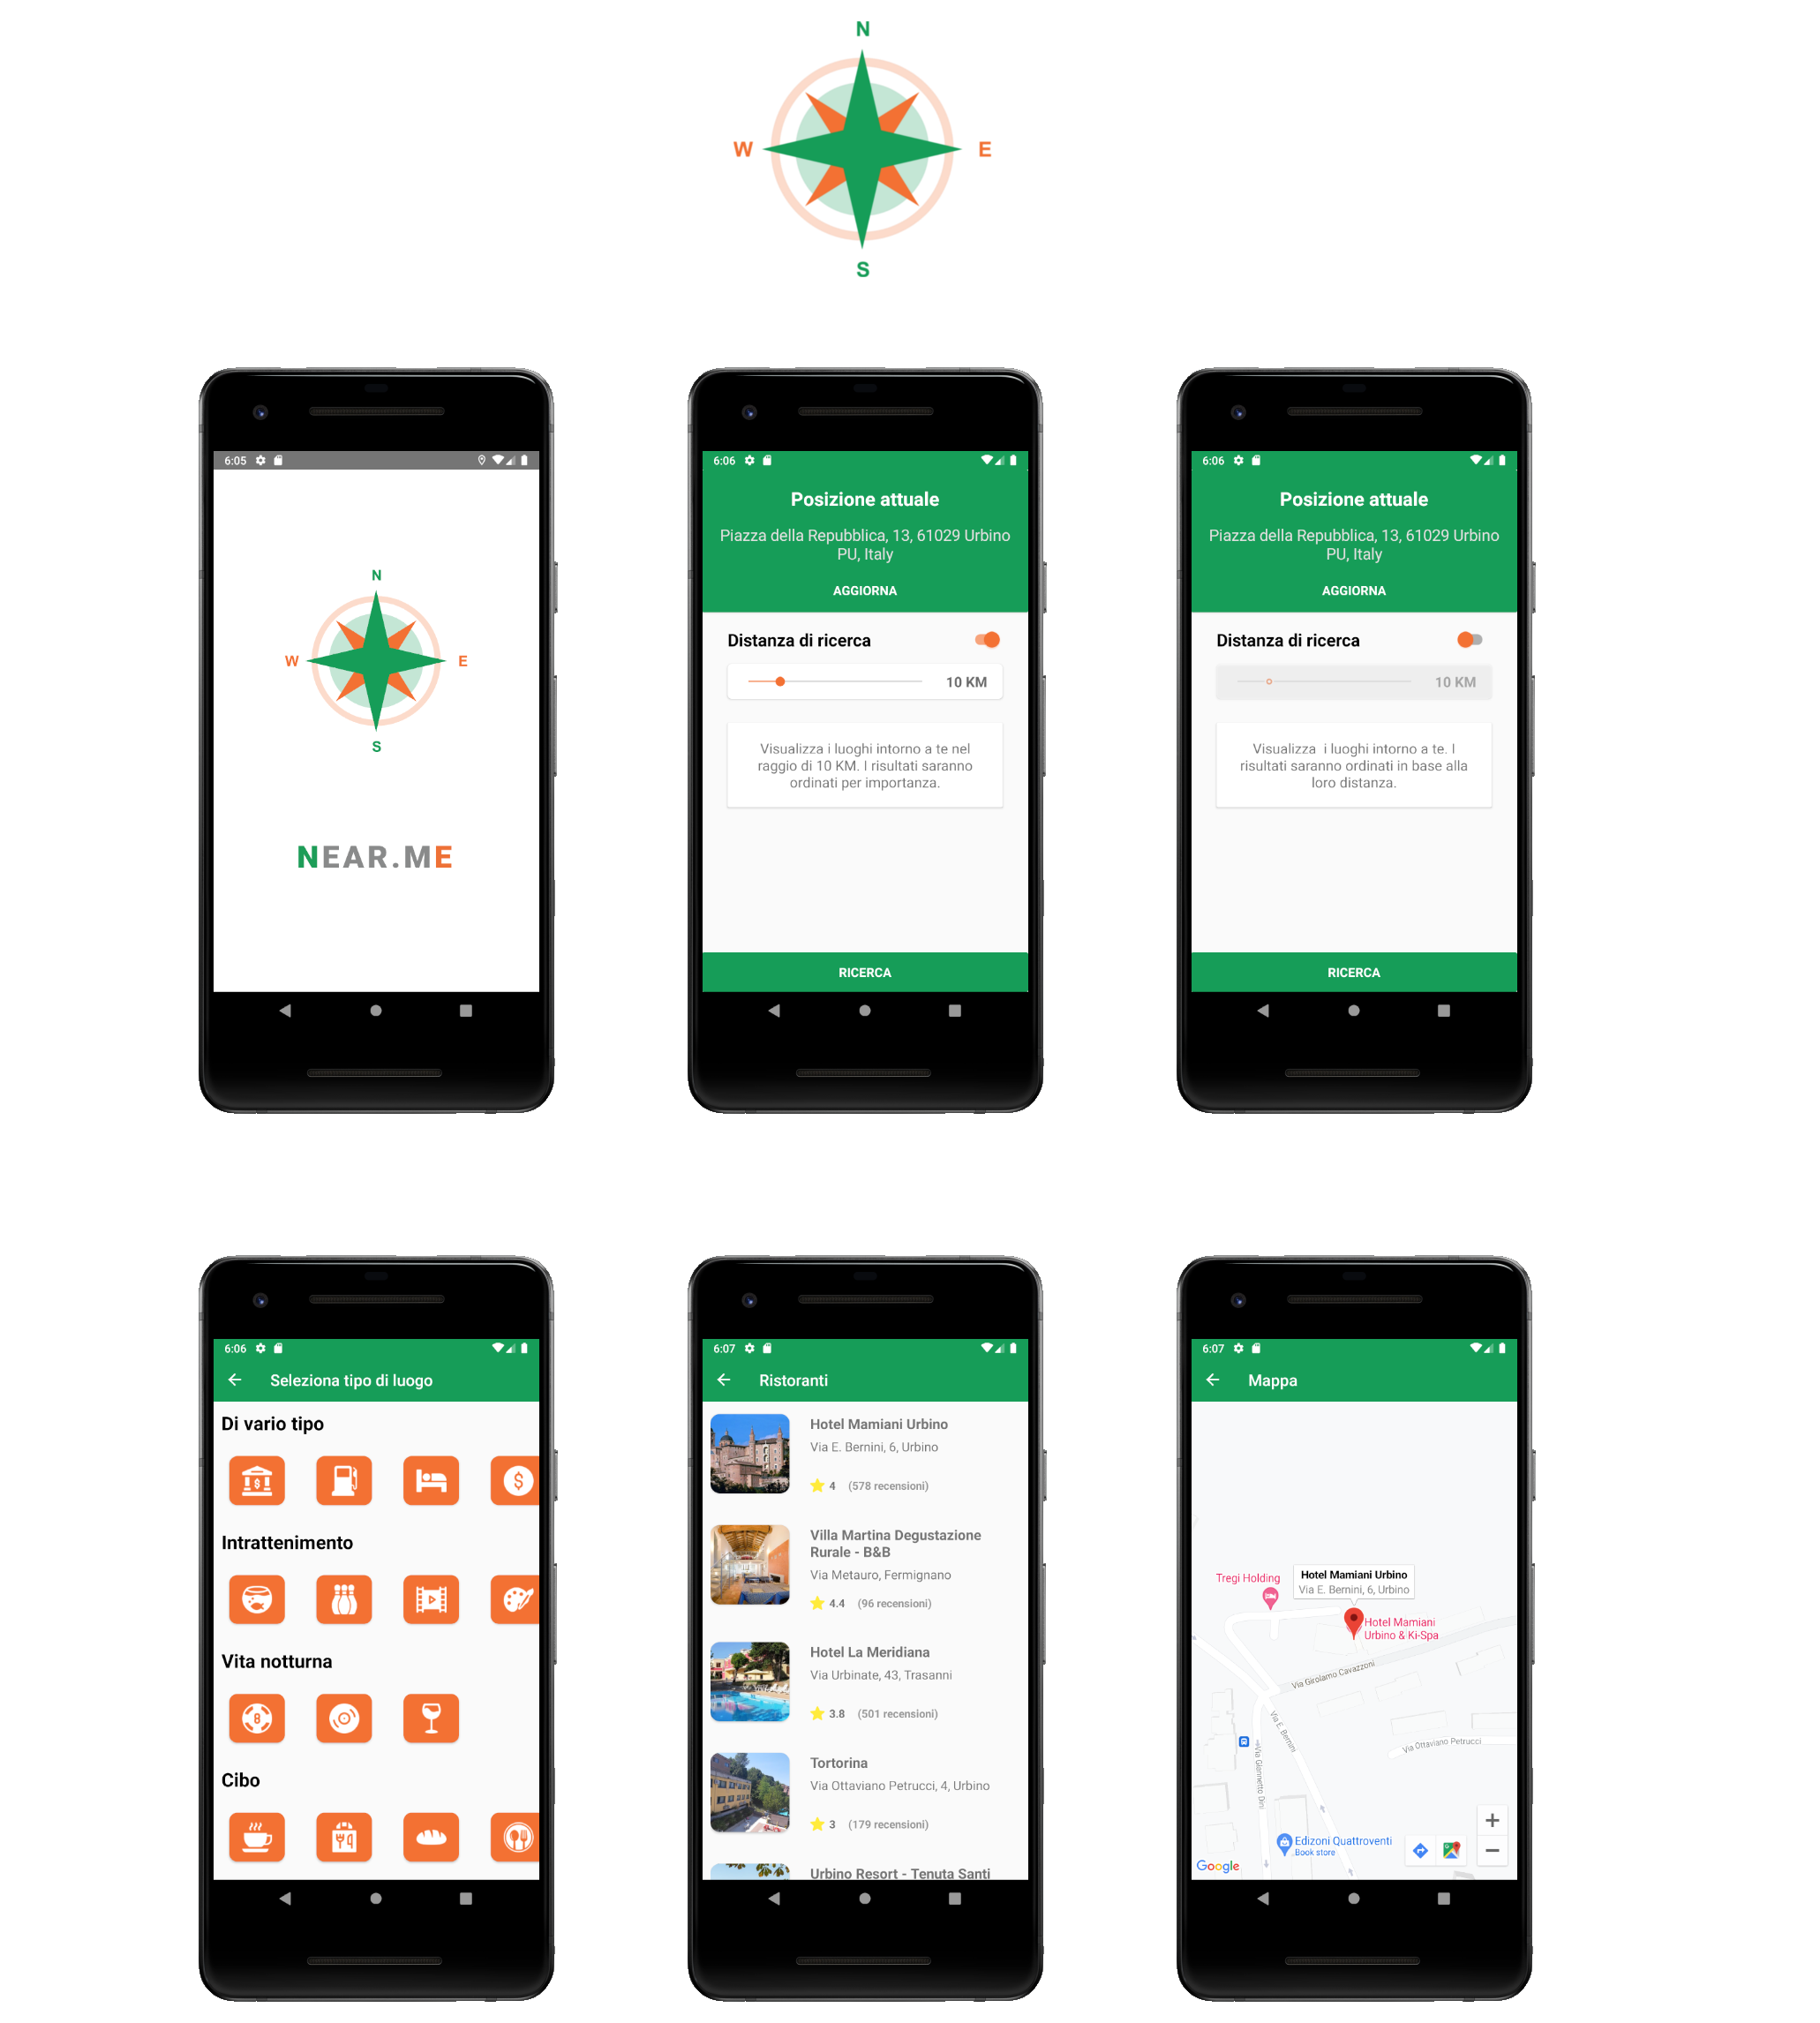 N
W
E
S
6:05
N
W
E
S
NEAR.ME
6:06
Posizione attuale
Piazza della Repubblica, 13, 61029 Urbino
PU, Italy
AGGIORNA
Distanza di ricerca
10 KM
Visualizza i luoghi intorno a te nel
raggio di 10 KM. I risultati saranno
ordinati per importanza.
RICERCA
6:06
Posizione attuale
Piazza della Repubblica, 13, 61029 Urbino
PU, Italy
AGGIORNA
Distanza di ricerca
10 KM
Visualizza  i luoghi intorno a te. I
risultati saranno ordinati in base alla
loro distanza.
RICERCA
6:06
Seleziona tipo di luogo
Di vario tipo
$
$
Intrattenimento
Vita notturna
8
Cibo
6:07
Ristoranti
Hotel Mamiani Urbino
Via E. Bernini, 6, Urbino
4 (578 recensioni)
Villa Martina Degustazione
Rurale - B&B
Via Metauro, Fermignano
4.4 (96 recensioni)
Hotel La Meridiana
Via Urbinate, 43, Trasanni
3.8 (501 recensioni)
Tortorina
Via Ottaviano Petrucci, 4, Urbino
3 (179 recensioni)
Urbino Resort - Tenuta Santi
6:07
Mappa
Tregi Holding
Hotel Mamiani Urbino
Via E. Bernini, 6, Urbino
Hotel Mamiani
Urbino & Ki-Spa
Via Girolamo Cavazzoni
Via E. Bernini
Via Ottaviano Petrucci
Via Giannetto Dini
Edizoni Quattroventi
Book store
+
−
Google